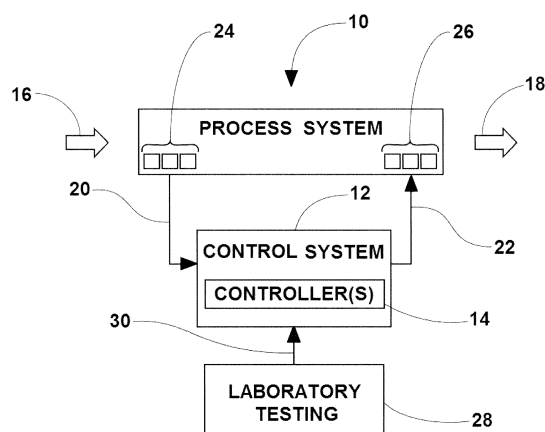 24
10
26
16
18
PROCESS SYSTEM
20
12
22
CONTROL SYSTEM
CONTROLLER(S)
30
14
LABORATORY
TESTING
28